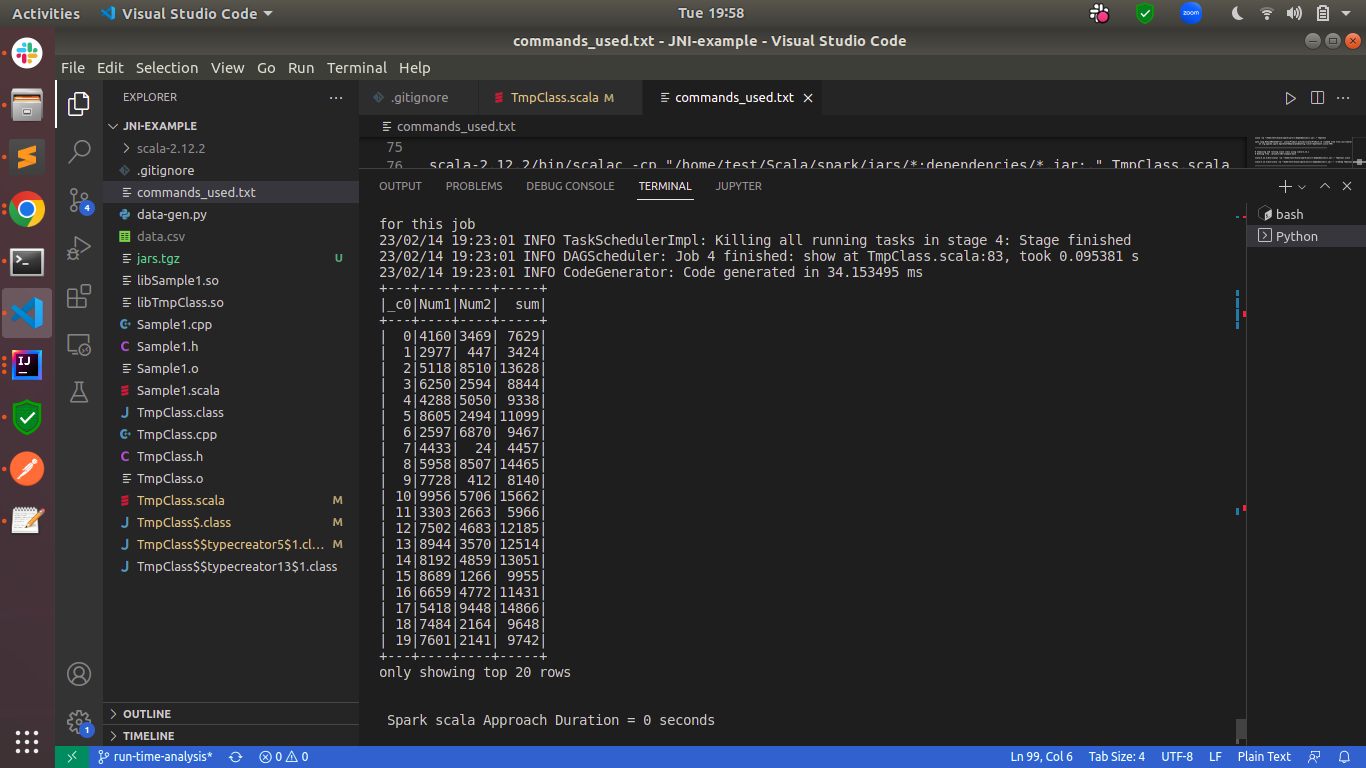 Activities
Visual Studio Code
Tue 19:58
zoom
commands_used.txt - JNI-example - Visual Studio Code
File Edit Selection View Go Run Terminal Help
EXPLORER
.gitignore
TmpClass.scala M
commands_used.txt
JNI-EXAMPLE
commands_used.txt
scala-2.12.2
75
.gitignore
76 scala-2.12.2/bin/scalac -cp "/home/test/Scala/spark/jars/*:dependencies/*.jar:." TmpClass.scala
commands_used.txt
data-gen.py
data.csv
jars.tgz U
libSample1.so
libTmpClass.so
Sample1.cpp
Sample1.h
Sample1.o
Sample1.scala
TmpClass.class
TmpClass.cpp
TmpClass.h
TmpClass.o
TmpClass.scala M
TmpClass$.class M
TmpClass$$typecreator5$1.cl... M
TmpClass$$typecreator13$1.class
OUTLINE
TIMELINE
4
1
IJ
OUTPUT PROBLEMS DEBUG CONSOLE TERMINAL JUPYTER
bash
Python
for this job
23/02/14 19:23:01 INFO TaskSchedulerImpl: Killing all running tasks in stage 4: Stage finished
23/02/14 19:23:01 INFO DAGScheduler: Job 4 finished: show at TmpClass.scala:83, took 0.095381 s
23/02/14 19:23:01 INFO CodeGenerator: Code generated in 34.153495 ms
+---+----+----+-----+
|_c0|Num1|Num2|  sum|
+---+----+----+-----+
|  0|4160|3469| 7629|
|  1|2977| 447| 3424|
|  2|5118|8510|13628|
|  3|6250|2594| 8844|
|  4|4288|5050| 9338|
|  5|8605|2494|11099|
|  6|2597|6870| 9467|
|  7|4433|  24| 4457|
|  8|5958|8507|14465|
|  9|7728| 412| 8140|
| 10|9956|5706|15662|
| 11|3303|2663| 5966|
| 12|7502|4683|12185|
| 13|8944|3570|12514|
| 14|8192|4859|13051|
| 15|8689|1266| 9955|
| 16|6659|4772|11431|
| 17|5418|9448|14866|
| 18|7484|2164| 9648|
| 19|7601|2141| 9742|
+---+----+----+-----+
only showing top 20 rows
Spark scala Approach Duration = 0 seconds
run-time-analysis* 0 0 Ln 99, Col 6 Tab Size: 4 UTF-8 LF Plain Text